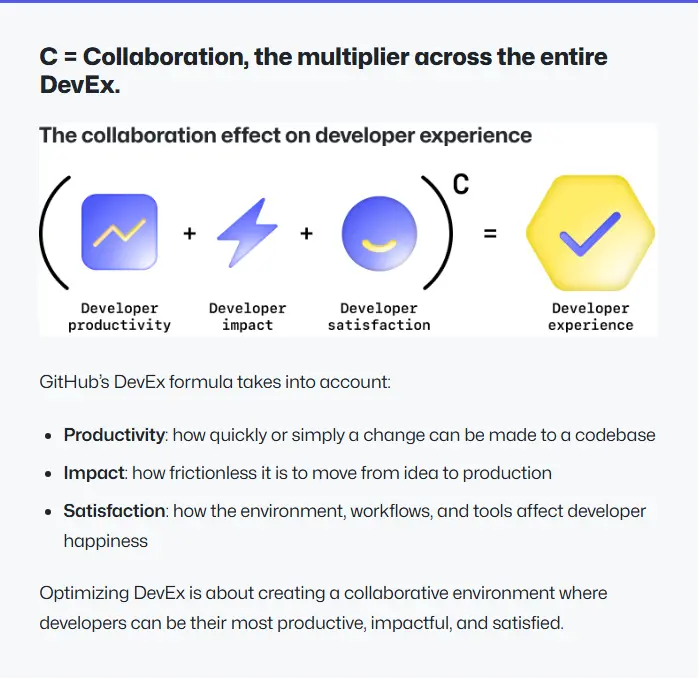 C = Collaboration, the multiplier across the entire
DevEx.
The collaboration effect on developer experience
C
+ + =
Developer productivity
Developer impact
Developer satisfaction
Developer experience
GitHub’s DevEx formula takes into account:
• Productivity: how quickly or simply a change can be made to a codebase
• Impact: how frictionless it is to move from idea to production
• Satisfaction: how the environment, workflows, and tools affect developer
happiness
Optimizing DevEx is about creating a collaborative environment where
developers can be their most productive, impactful, and satisfied.